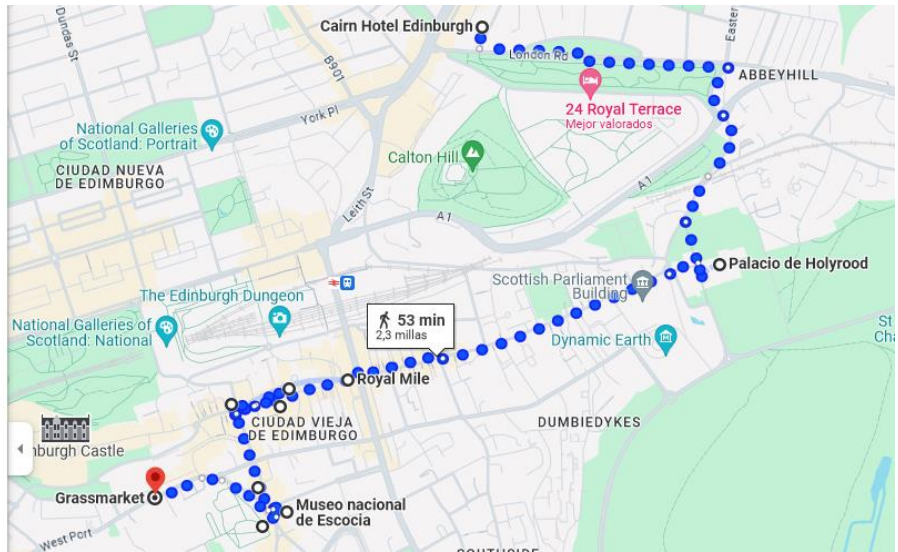 Dundas St
Cairn Hotel Edinburgh
B901
London Rd
Easter
ABBEYHILL
24 Royal Terrace
Mejor valorados
York Pl
National Galleries
of Scotland: Portrait
CIUDAD NUEVA
DE EDIMBURGO
Calton Hill
A1
Leith St
A1
Palacio de Holyrood
Scottish Parliament
Building
The Edinburgh Dungeon
53 min
2,3 millas
National Galleries of
Scotland: National
Dynamic Earth
St
Royal Mile
CIUDAD VIEJA
DE EDIMBURGO
DUMBIEDYKES
Castle
Grassmarket
Museo nacional
de Escocia
West Port